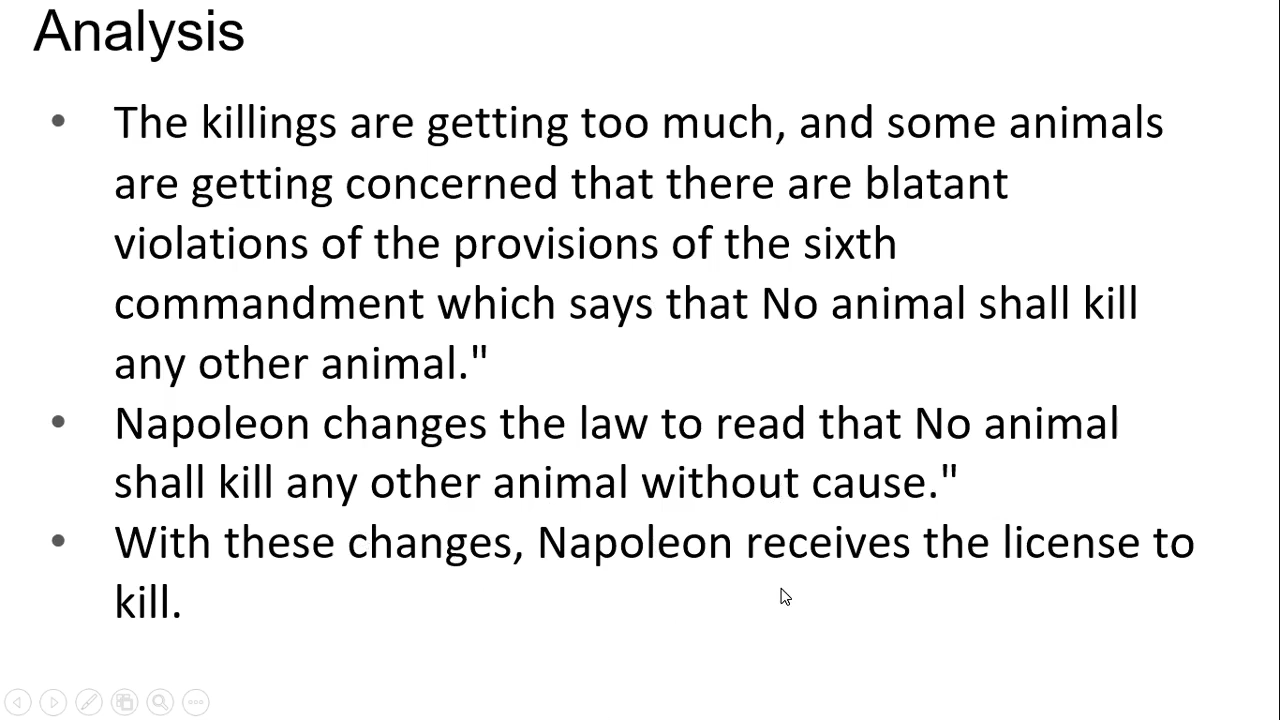 Analysis
• The killings are getting too much, and some animals
are getting concerned that there are blatant
violations of the provisions of the sixth
commandment which says that No animal shall kill
any other animal."
• Napoleon changes the law to read that No animal
shall kill any other animal without cause."
• With these changes, Napoleon receives the license to
kill.